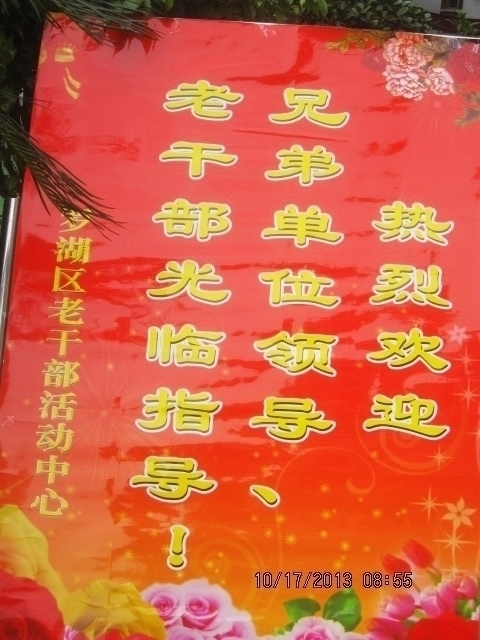 热烈欢迎
兄弟单位领导、
老干部光临指导！
罗湖区老干部活动中心
10/17/2013 08:55